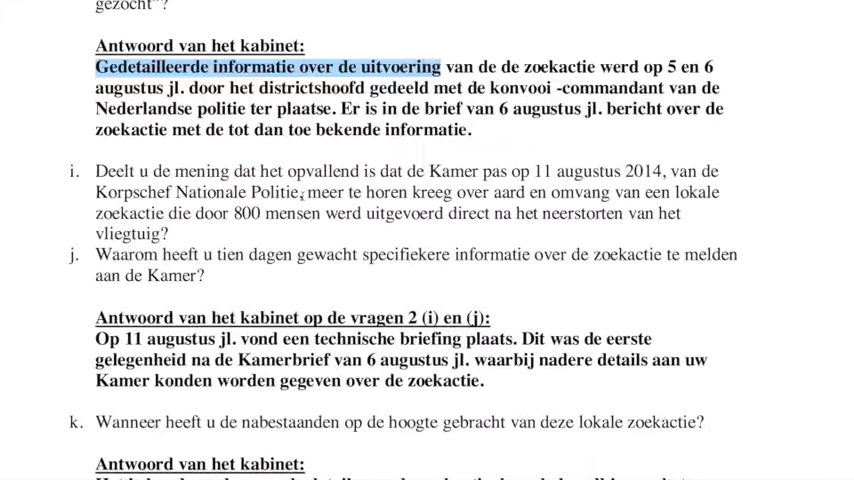 gezocht"?
Antwoord van het kabinet:
Gedetailleerde informatie over de uitvoering van de de zoekactie werd op 5 en 6
augustus jl. door het districtshoofd gedeeld met de konvooi -commandant van de
Nederlandse politie ter plaatse. Er is in de brief van 6 augustus jl. bericht over de
zoekactie met de tot dan toe bekende informatie.
i. Deelt u de mening dat het opvallend is dat de Kamer pas op 11 augustus 2014, van de
Korpschef Nationale Politie, meer te horen kreeg over aard en omvang van een lokale
zoekactie die door 800 mensen werd uitgevoerd direct na het neerstorten van het
vliegtuig?
j. Waarom heeft u tien dagen gewacht specifiekere informatie over de zoekactie te melden
aan de Kamer?
Antwoord van het kabinet op de vragen 2 (i) en (j):
Op 11 augustus jl. vond een technische briefing plaats. Dit was de eerste
gelegenheid na de Kamerbrief van 6 augustus jl. waarbij nadere details aan uw
Kamer konden worden gegeven over de zoekactie.
k. Wanneer heeft u de nabestaanden op de hoogte gebracht van deze lokale zoekactie?
Antwoord van het kabinet: